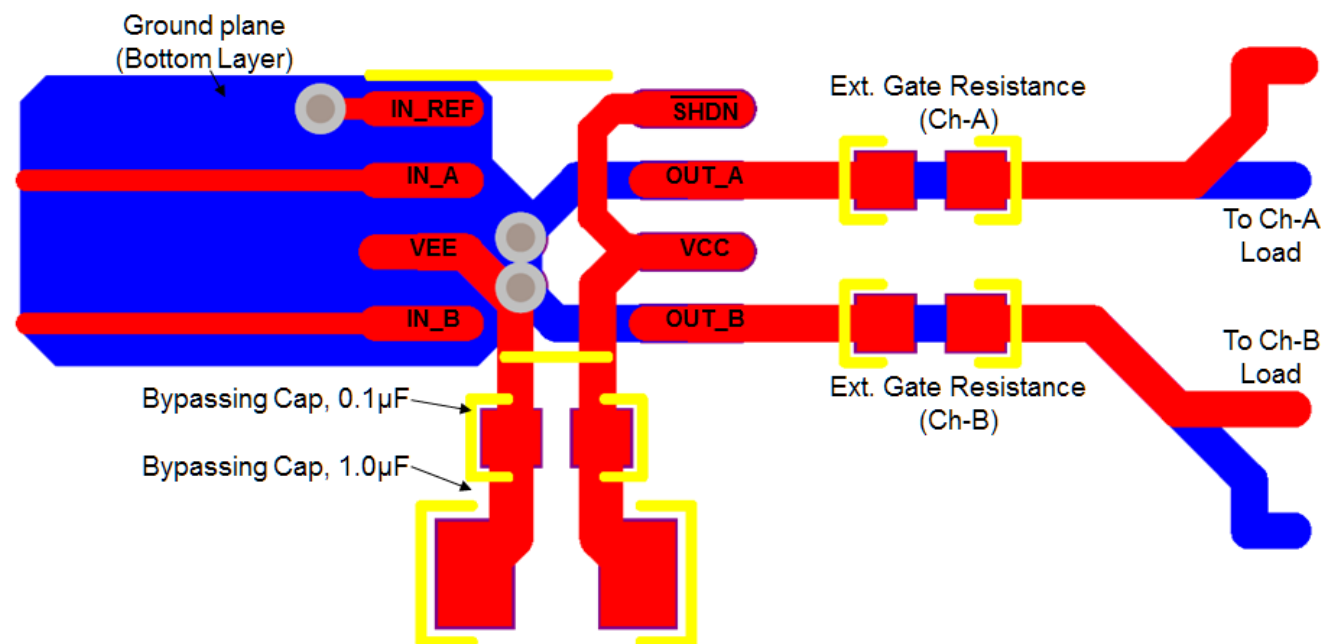 Ground plane
(Bottom Layer)
IN_REF
SHDN
Ext. Gate Resistance
(Ch-A)
IN_A
OUT_A
To Ch-A
Load
VEE
VCC
IN_B
OUT_B
To Ch-B
Load
Ext. Gate Resistance
(Ch-B)
Bypassing Cap, 0.1µF
Bypassing Cap, 1.0µF